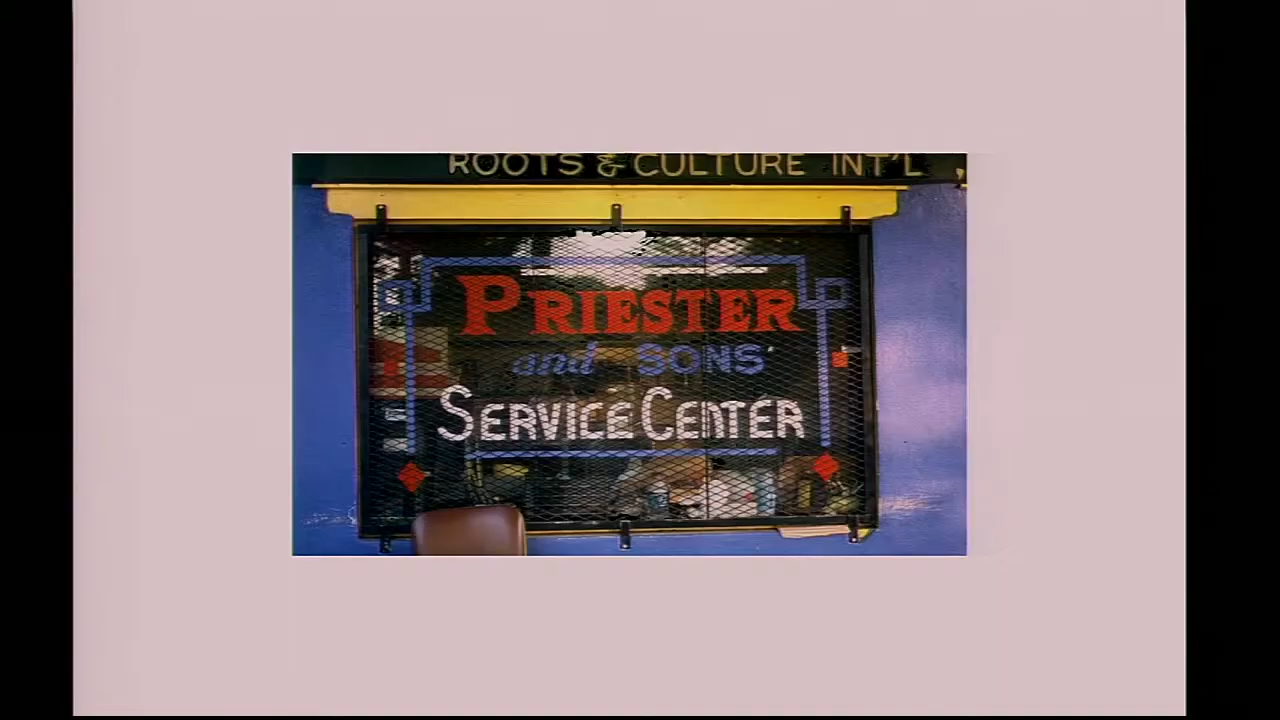 ROOTS & CULTURE INT'L
PRIESTER
and SONS'
SERVICE CENTER